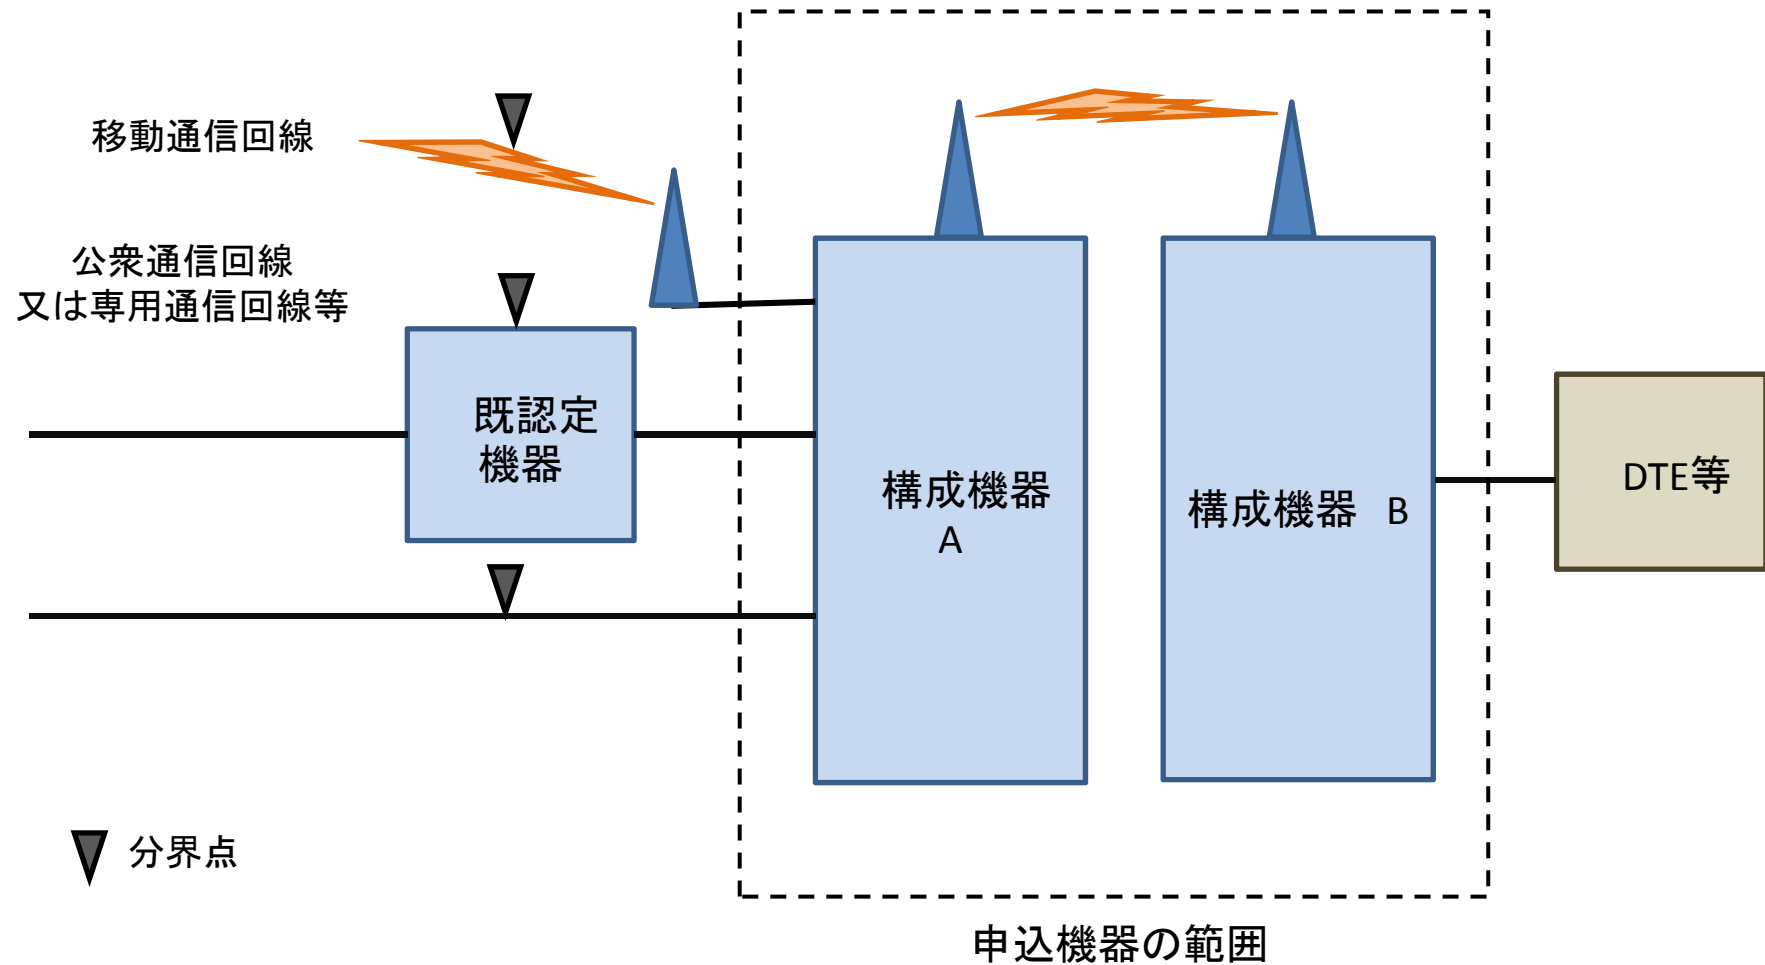 移動通信回線
公衆通信回線
又は専用通信回線等
既認定
機器
構成機器
A
構成機器 B
DTE等
分界点
申込機器の範囲